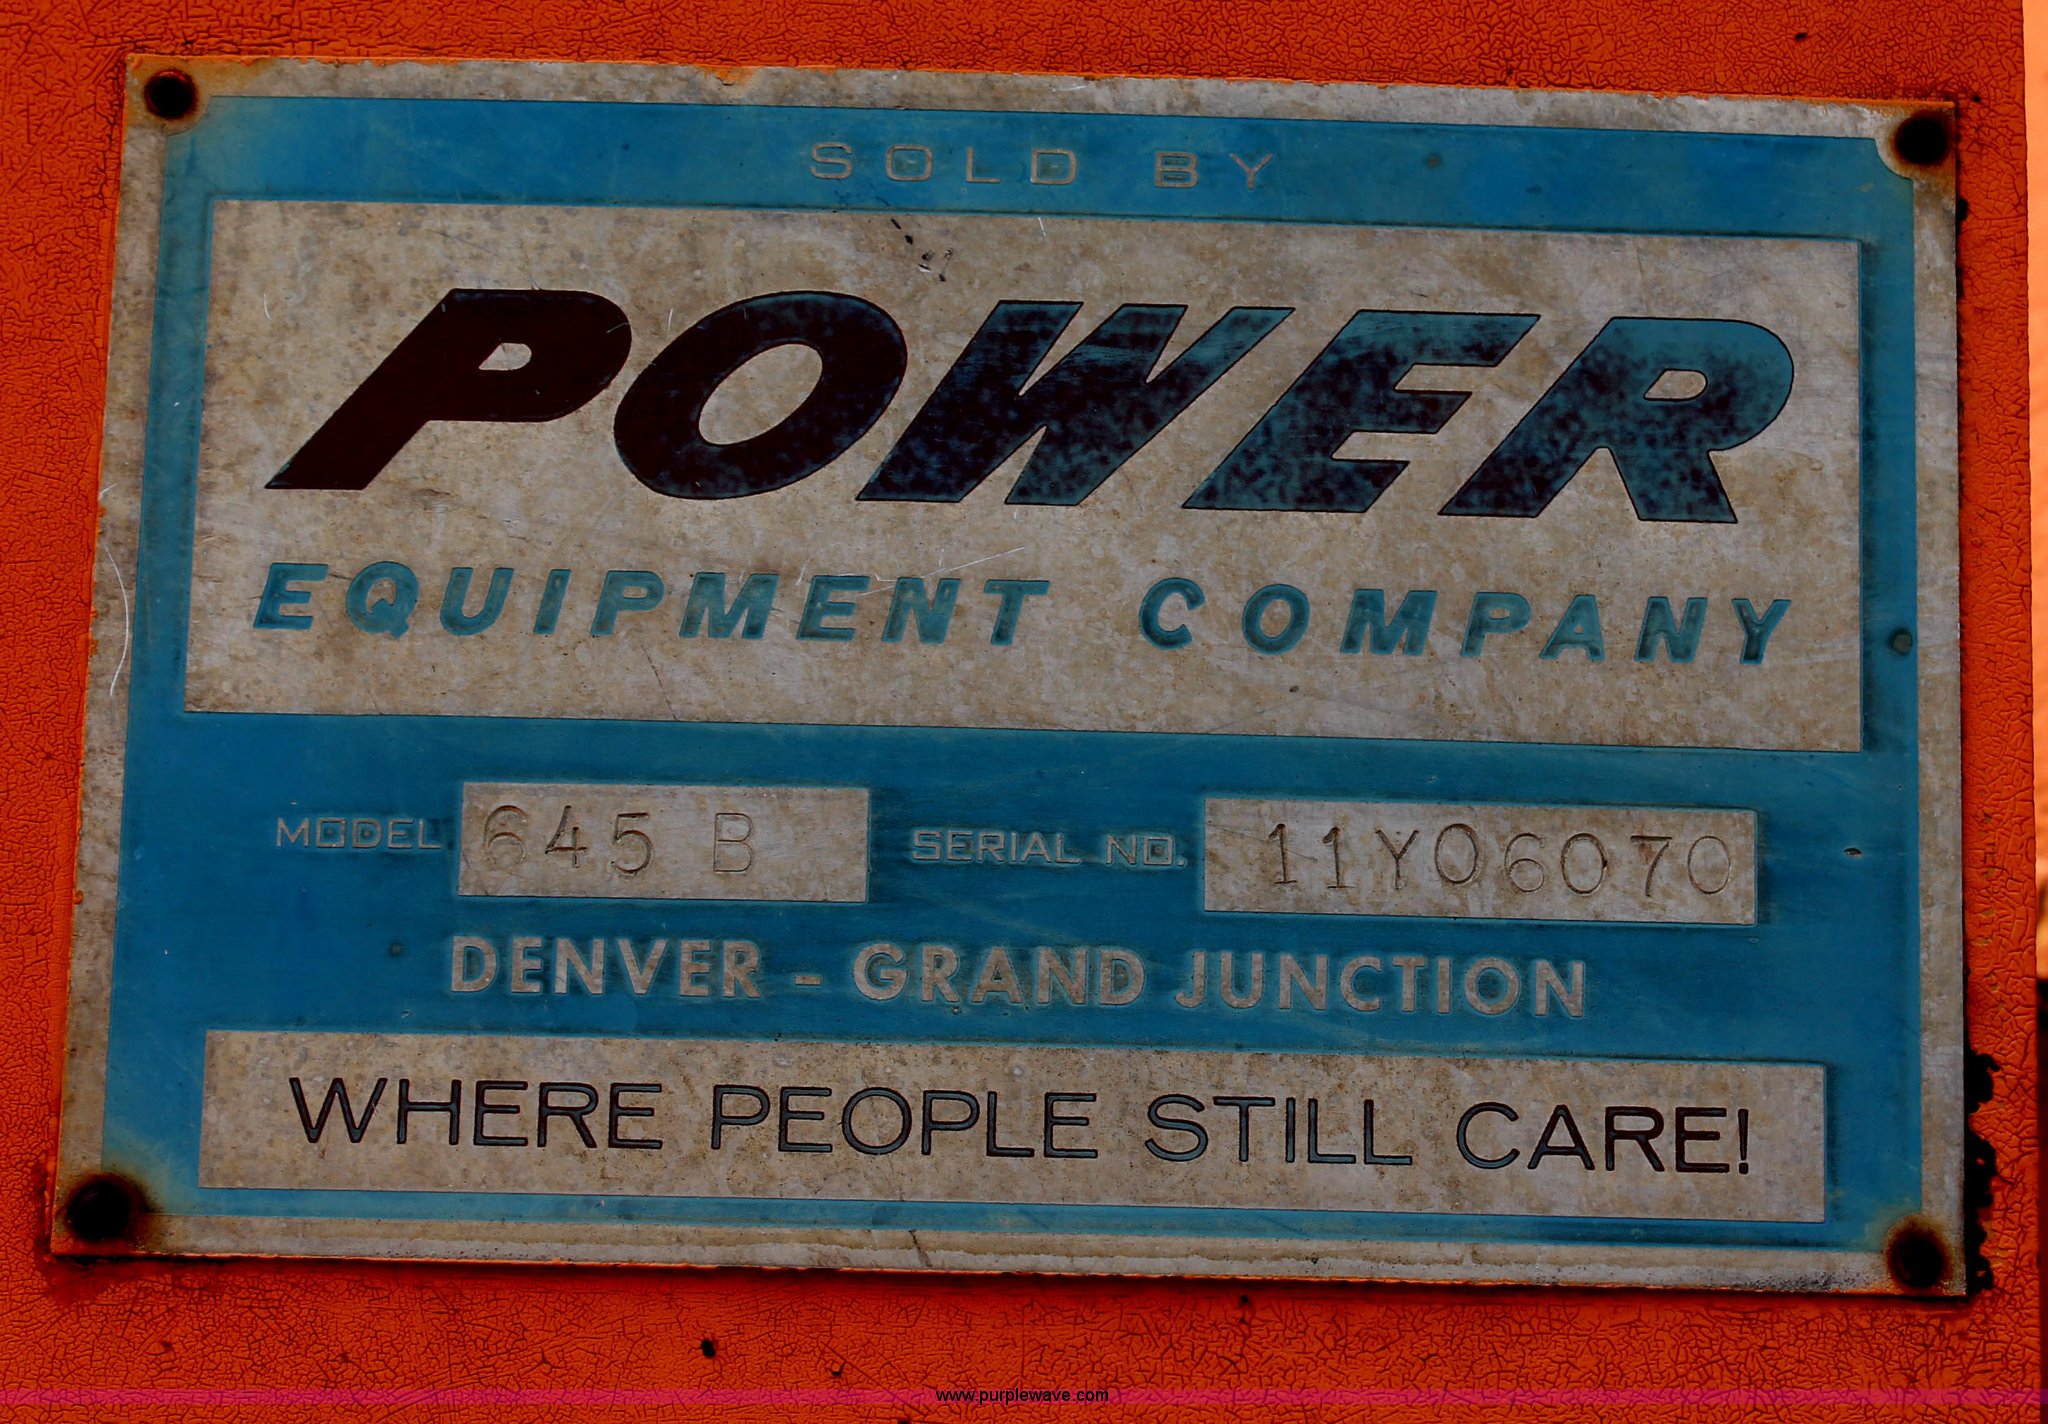 SOLD BY
POWER
EQUIPMENT COMPANY
MODEL 645 B SERIAL NO. 11Y06070
DENVER - GRAND JUNCTION
WHERE PEOPLE STILL CARE!
www.purplewave.com